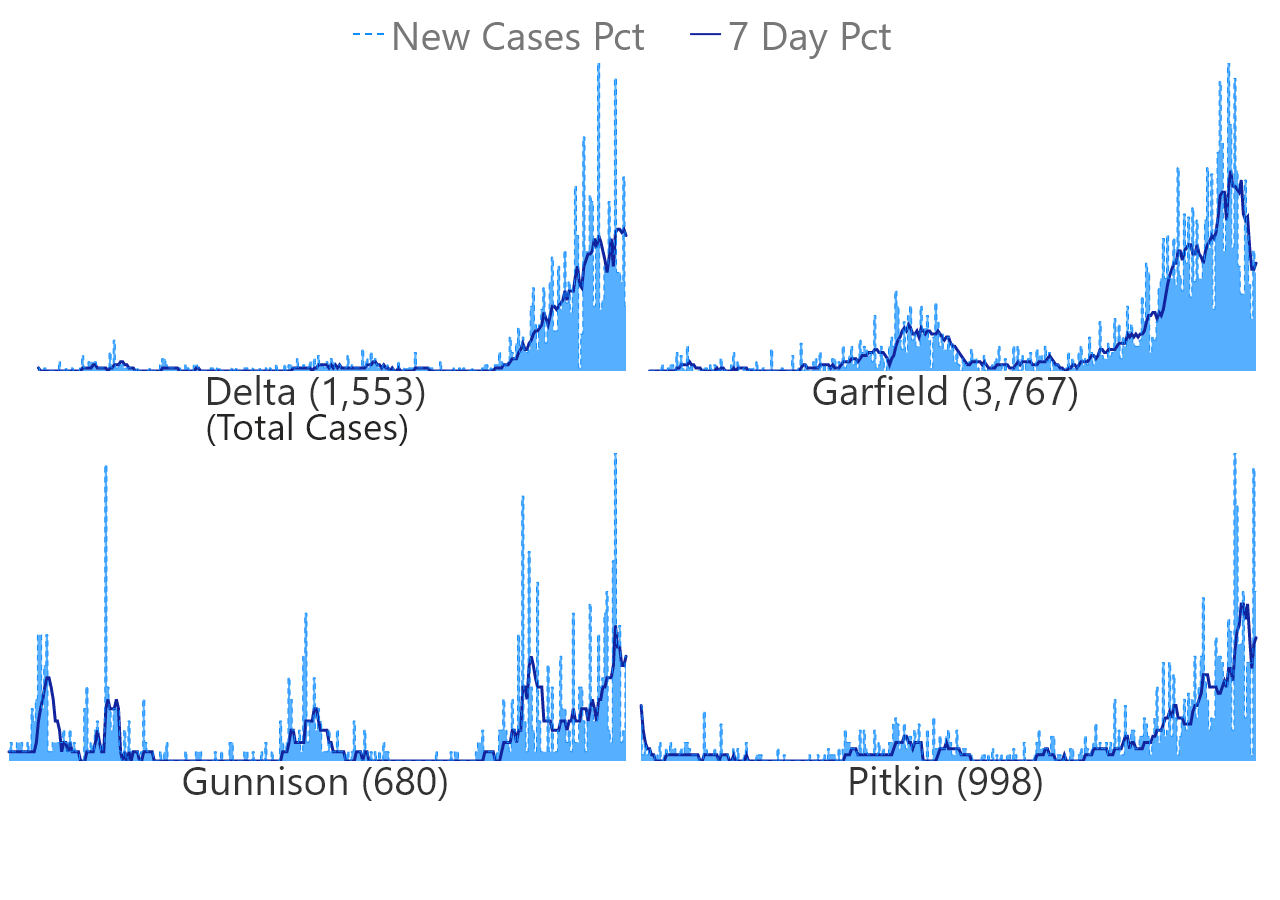 New Cases Pct 7 Day Pct
Delta (1,553)
(Total Cases)
Garfield (3,767)
Gunnison (680)
Pitkin (998)